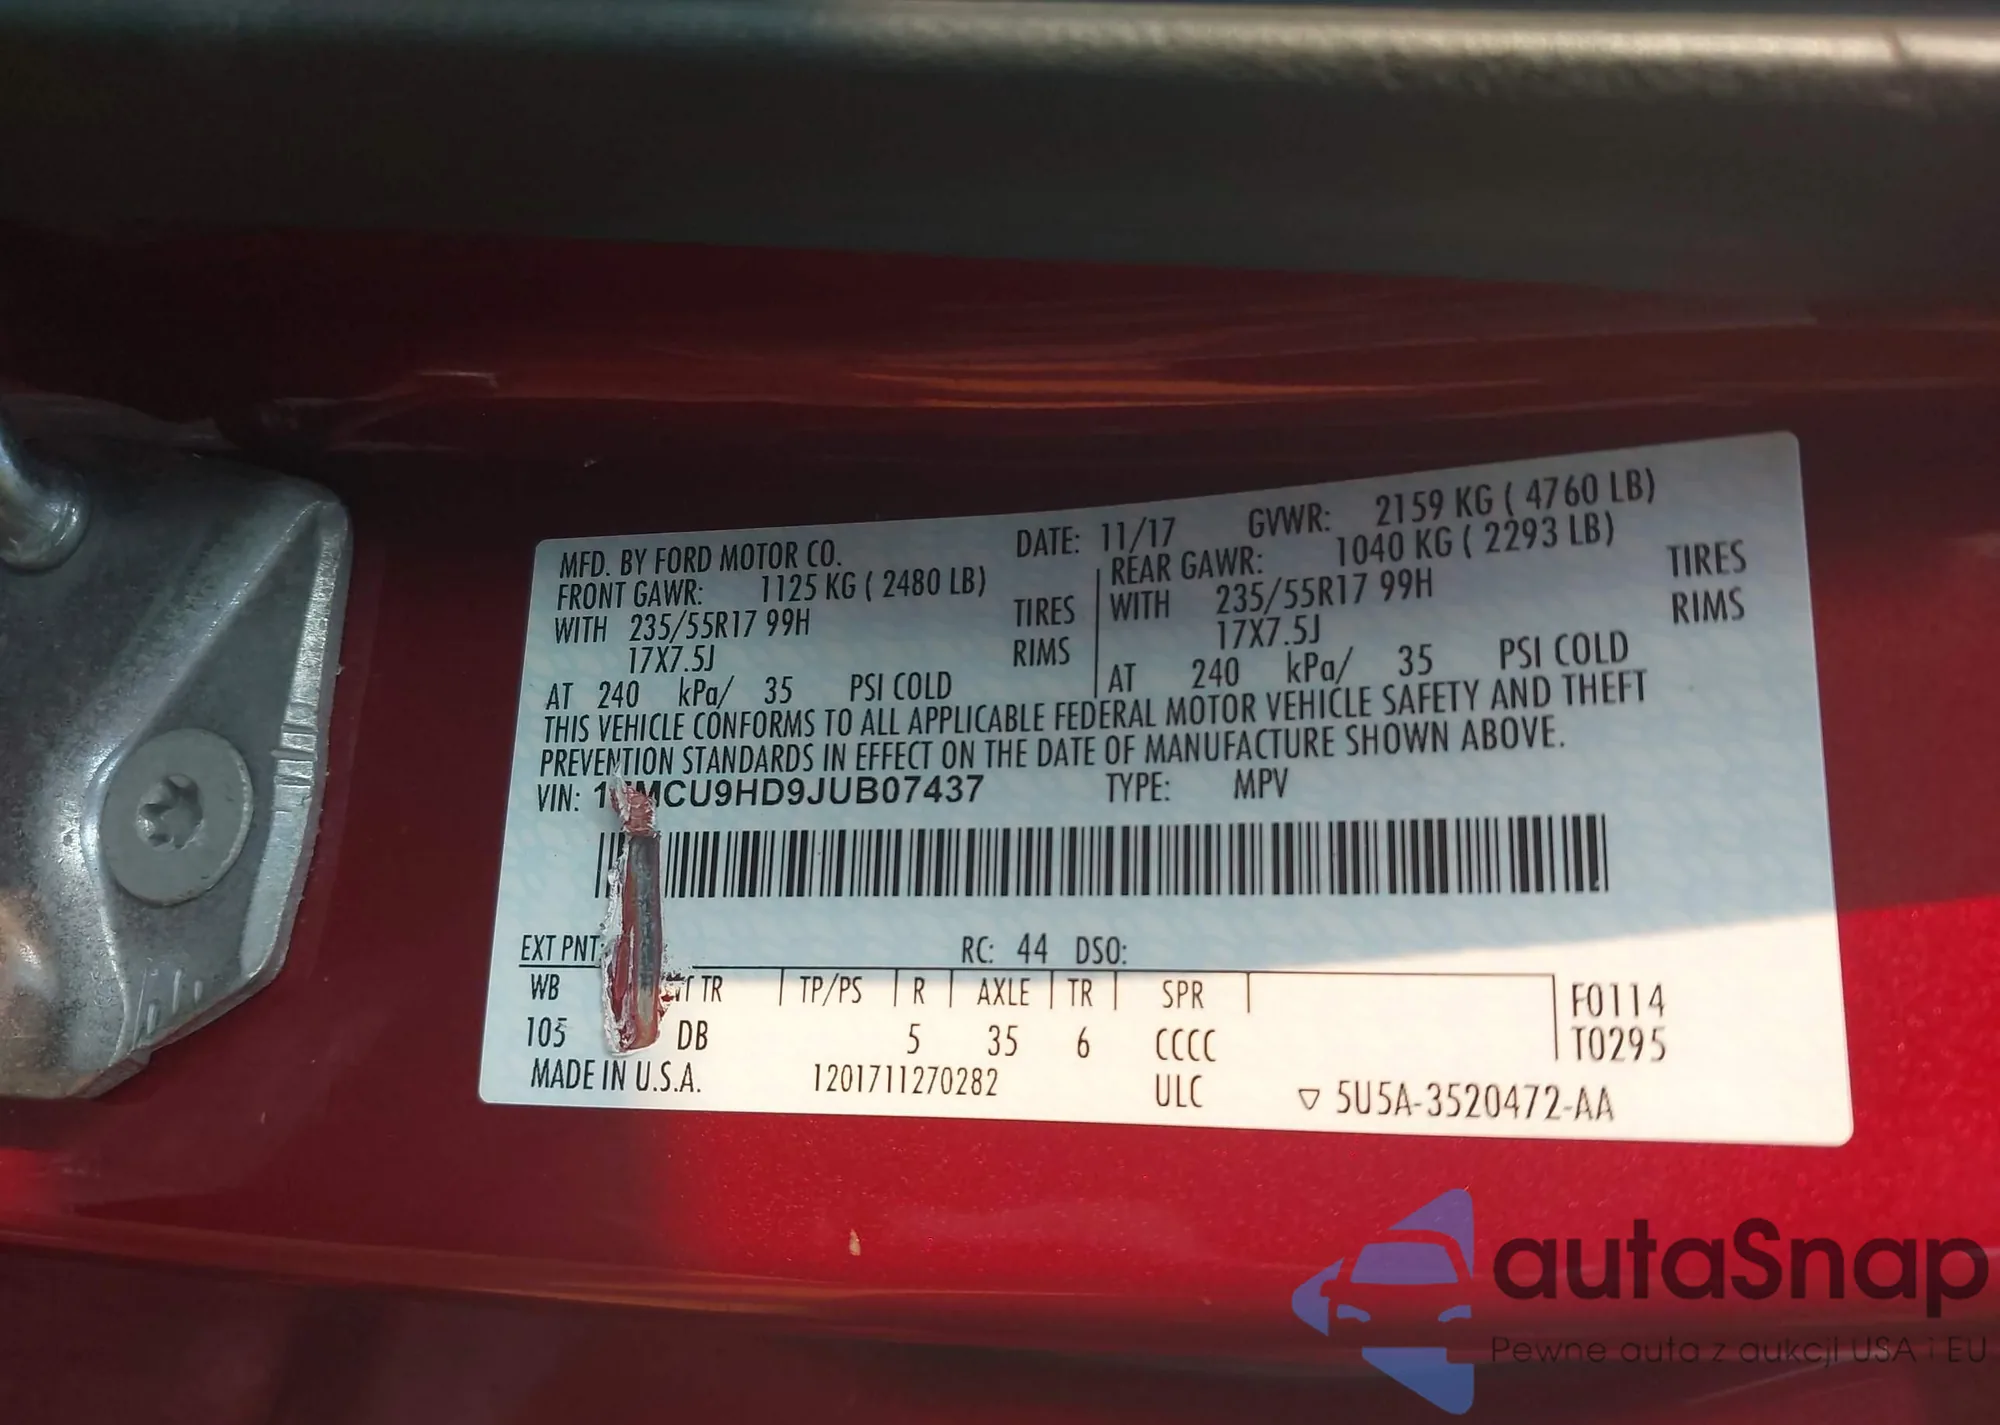 MFD. BY FORD MOTOR CO. DATE: 11/17 GVWR: 2159 KG ( 4760 LB)
FRONT GAWR: 1125 KG ( 2480 LB) REAR GAWR: 1040 KG ( 2293 LB)
WITH 235/55R17 99H TIRES WITH 235/55R17 99H TIRES
17X7.5J RIMS 17X7.5J RIMS
AT 240 kPa/ 35 PSI COLD AT 240 kPa/ 35 PSI COLD
THIS VEHICLE CONFORMS TO ALL APPLICABLE FEDERAL MOTOR VEHICLE SAFETY AND THEFT
PREVENTION STANDARDS IN EFFECT ON THE DATE OF MANUFACTURE SHOWN ABOVE.
VIN: TYPE: MPV
EXT PNT: RC: 44 DSO:
WB TR TP/PS R AXLE TR SPR F0114
105 DB 5 35 6 CCCC T0295
MADE IN U.S.A. 1201711270282 ULC ▽ 5U5A-3520472-AA
autaSnap
Pewne auta z aukcji USA i EU